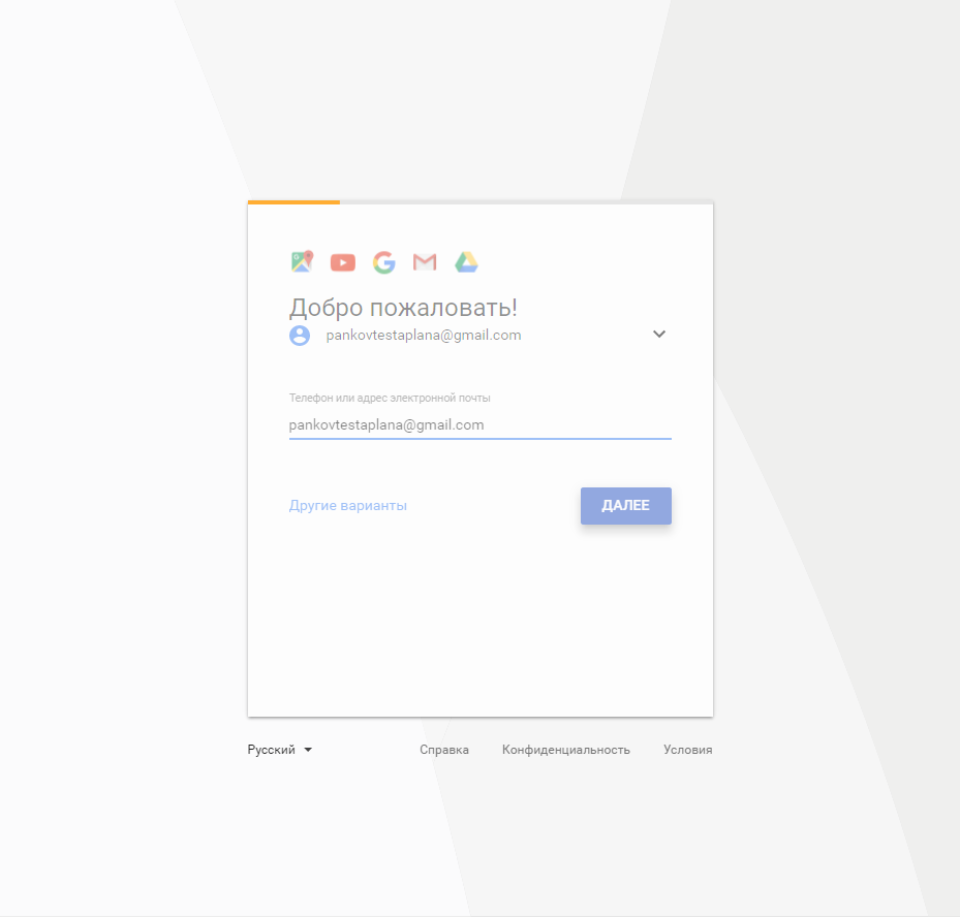 Добро пожаловать!
pankovtestaplana@gmail.com
Телефон или адрес электронной почты
pankovtestaplana@gmail.com
Другие варианты
ДАЛЕЕ
Русский
Справка
Конфиденциальность
Условия